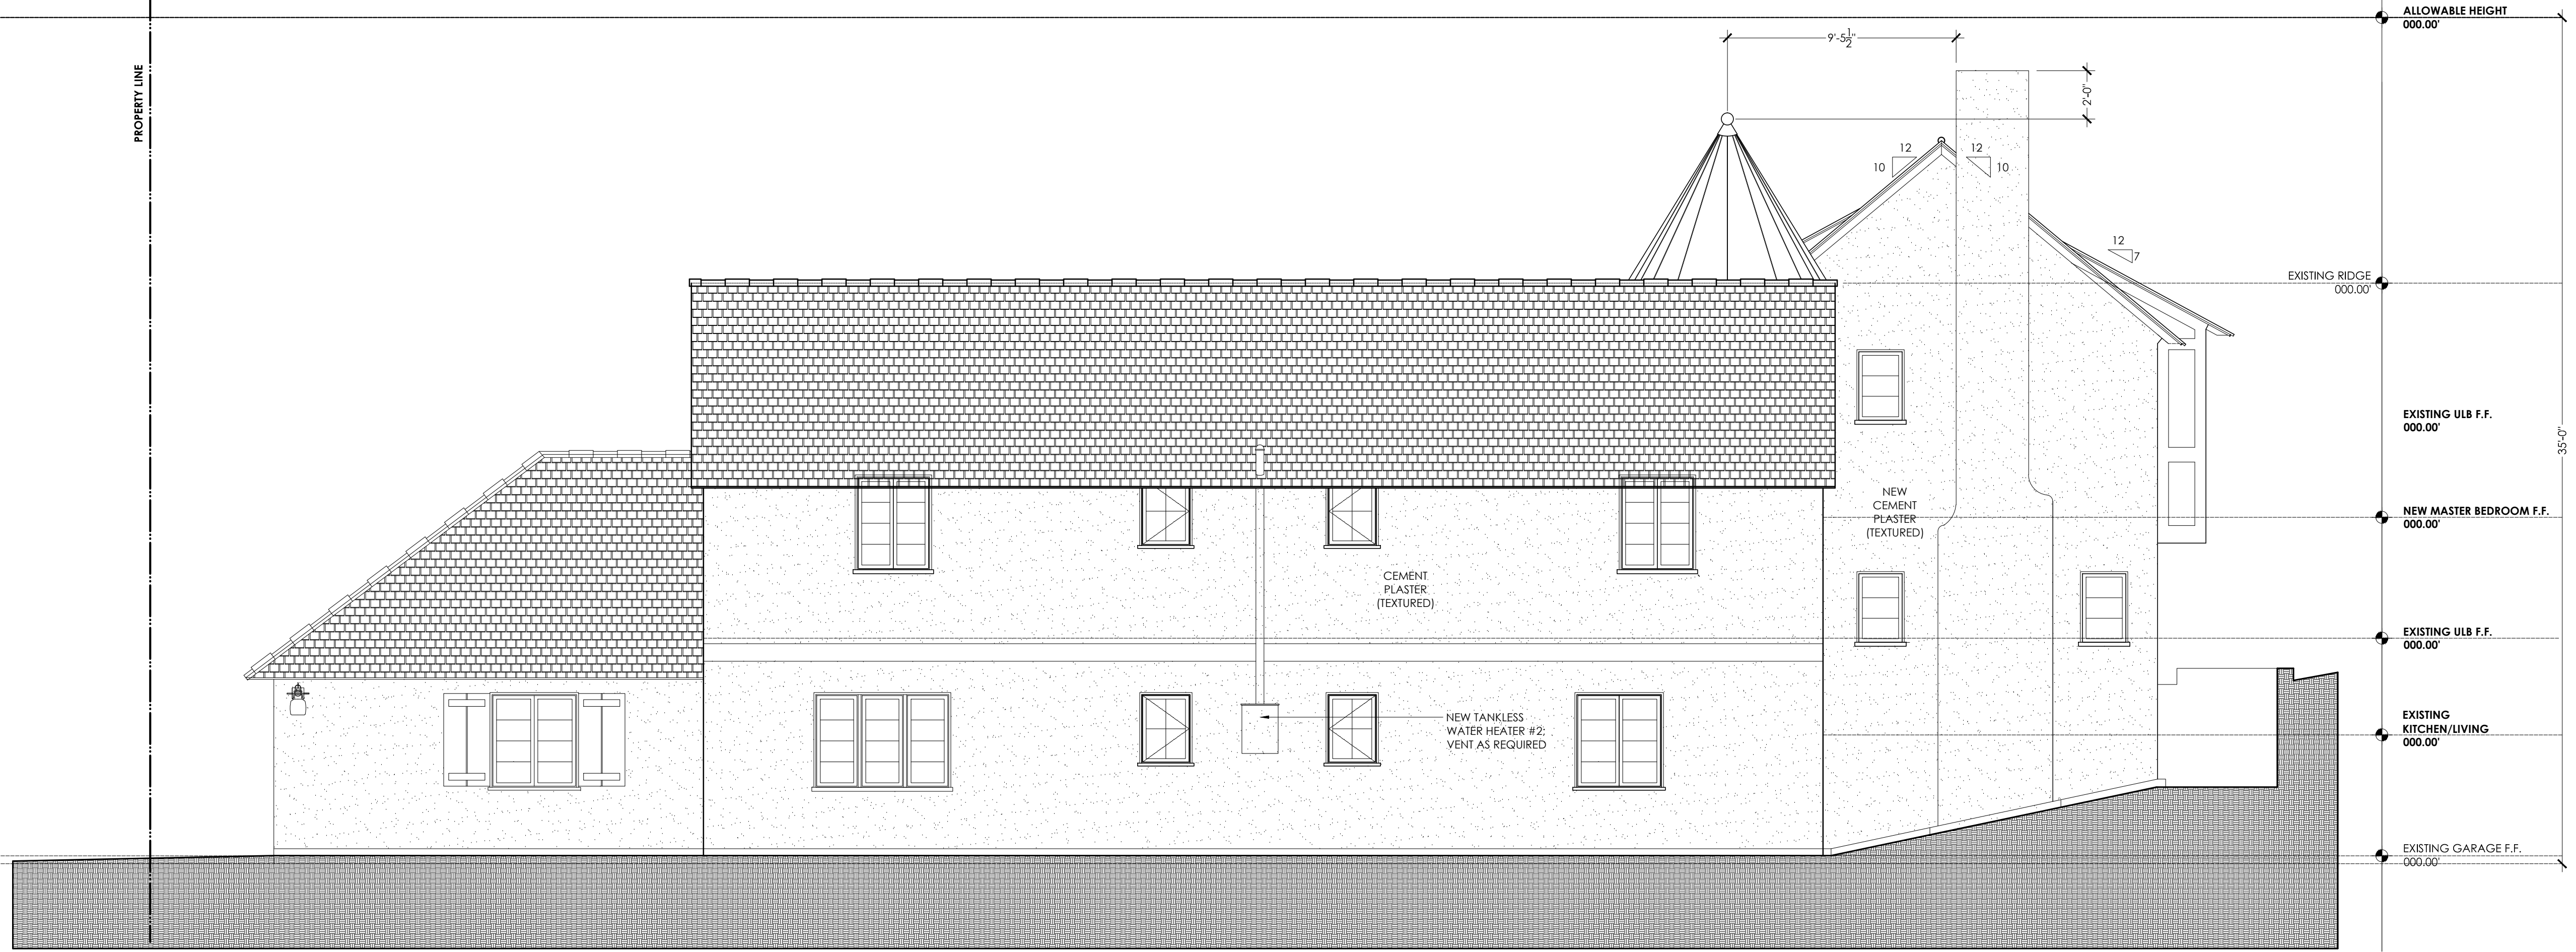 ALLOWABLE HEIGHT
000.00'
PROPERTY LINE
9'-5 1/2"
2'-0"
12
10
12
10
12
7
EXISTING RIDGE
000.00'
EXISTING ULB F.F.
000.00'
35'-0"
NEW
CEMENT
PLASTER
(TEXTURED)
NEW MASTER BEDROOM F.F.
000.00'
CEMENT
PLASTER
(TEXTURED)
EXISTING ULB F.F.
000.00'
NEW TANKLESS
WATER HEATER #2;
VENT AS REQUIRED
EXISTING
KITCHEN/LIVING
000.00'
EXISTING GARAGE F.F.
000.00'